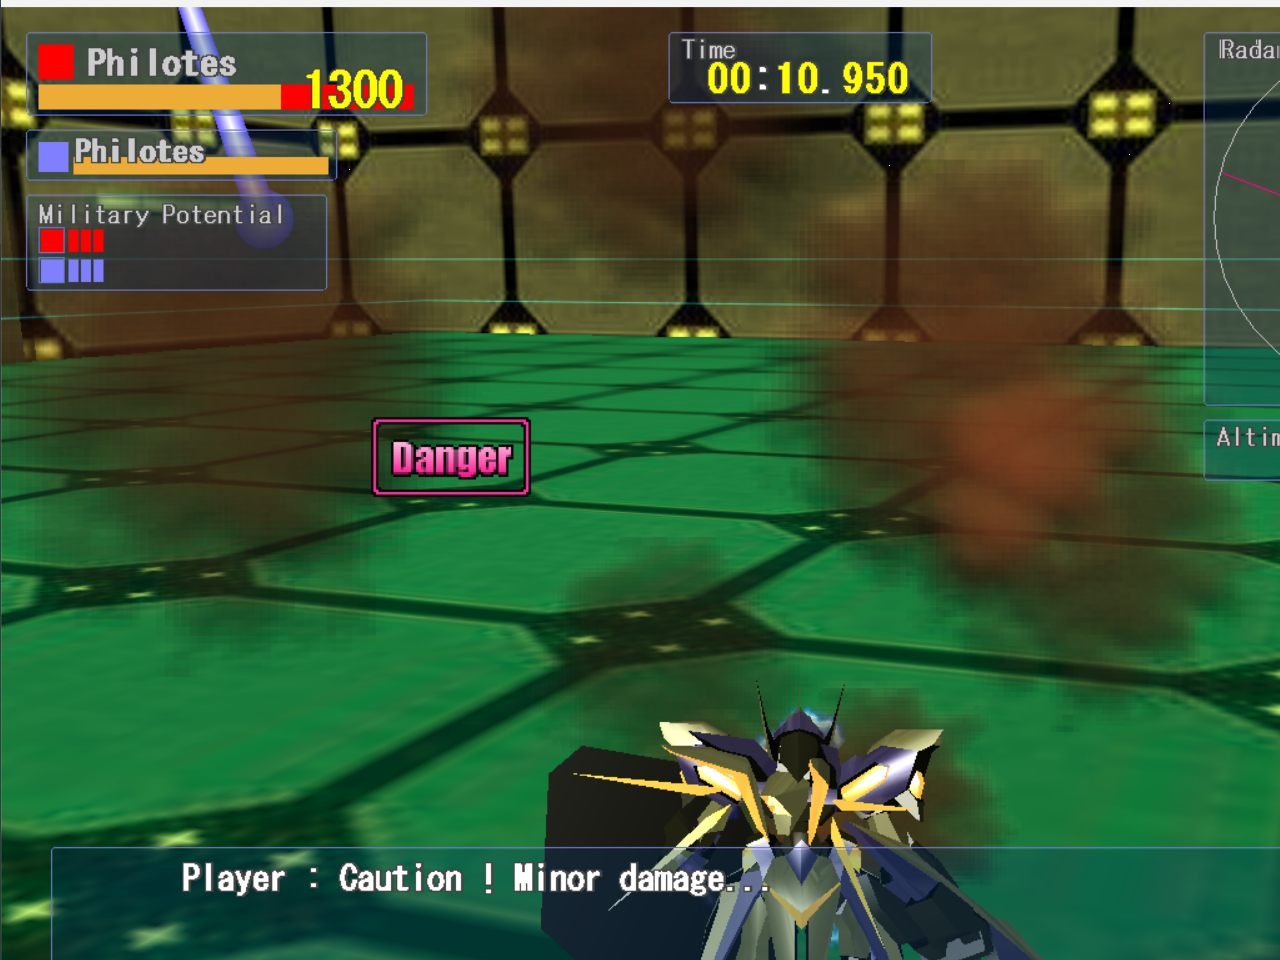 Philotes
1300
Philotes
Military Potential
Time
00:10.950
Danger
Player : Caution ! Minor damage...